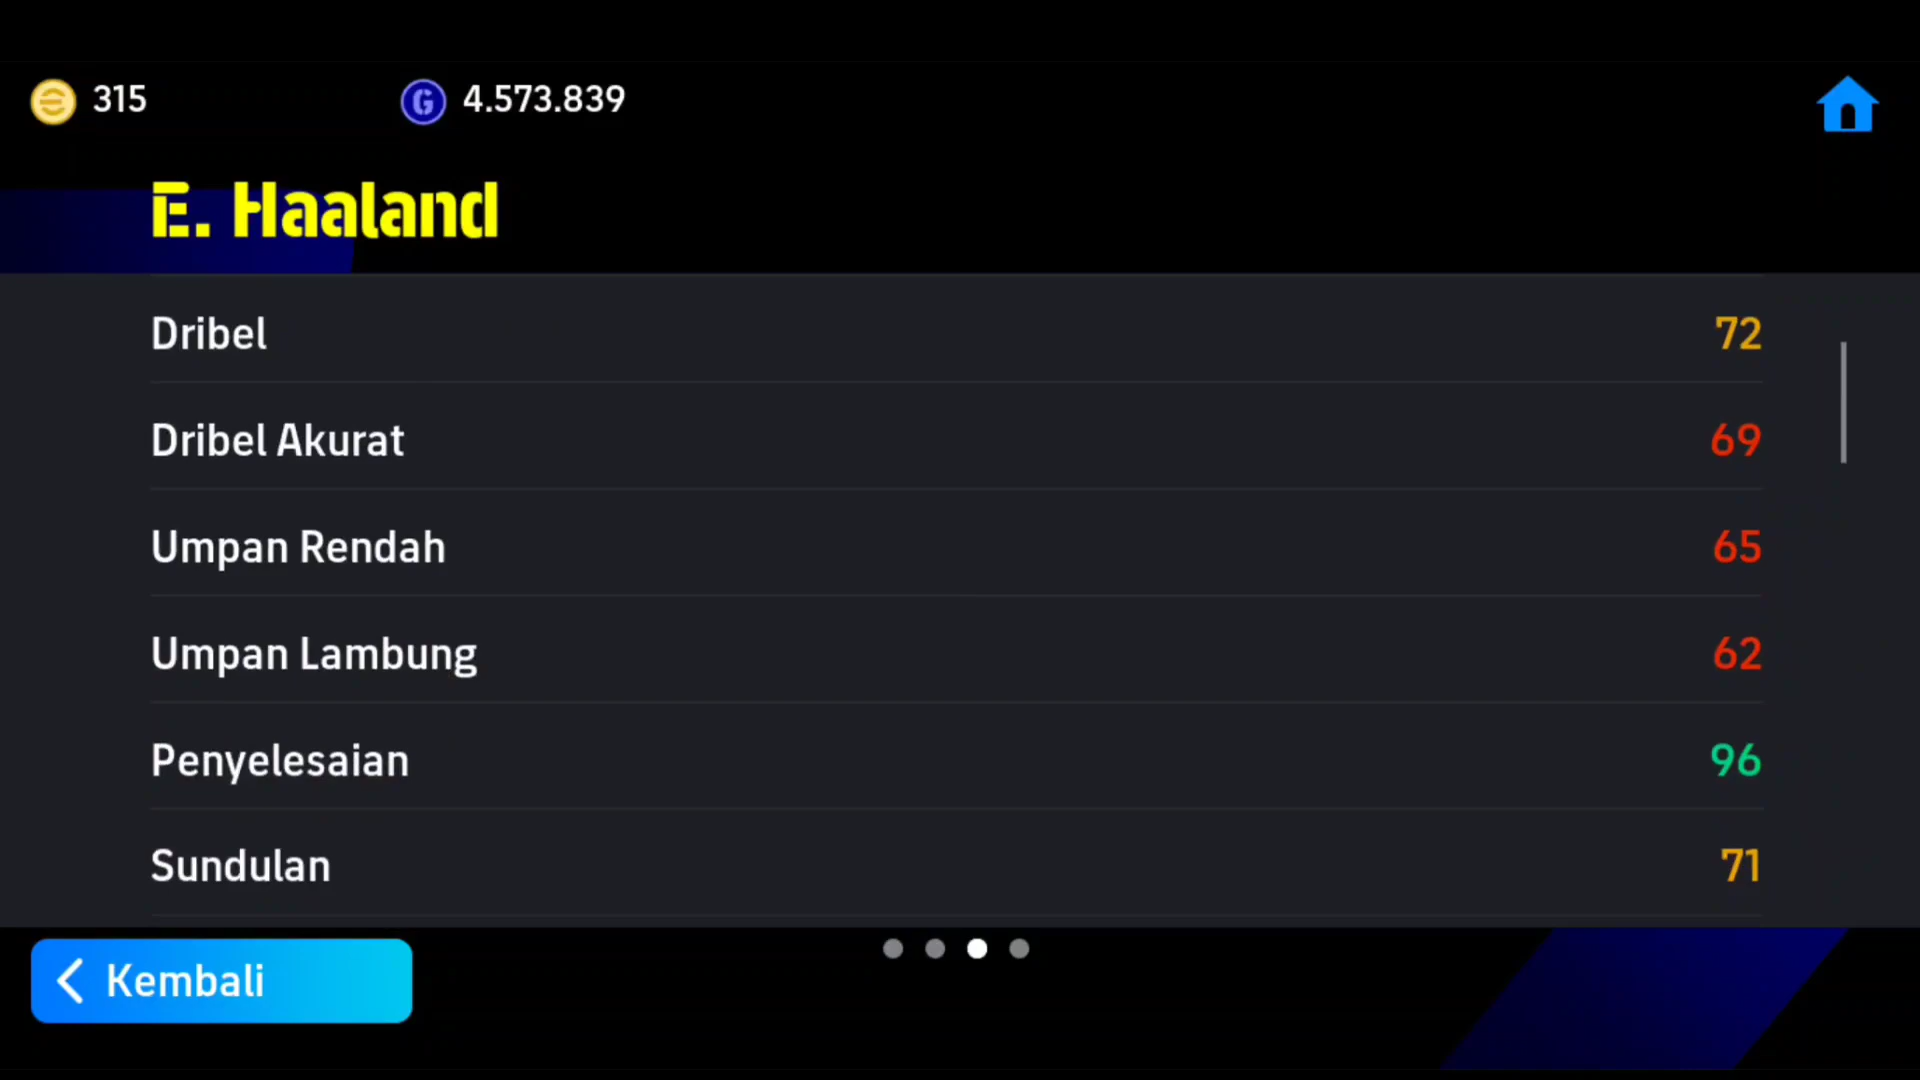 315
4.573.839
E. Haaland
Dribel 72
Dribel Akurat 69
Umpan Rendah 65
Umpan Lambung 62
Penyelesaian 96
Sundulan 71
Kembali